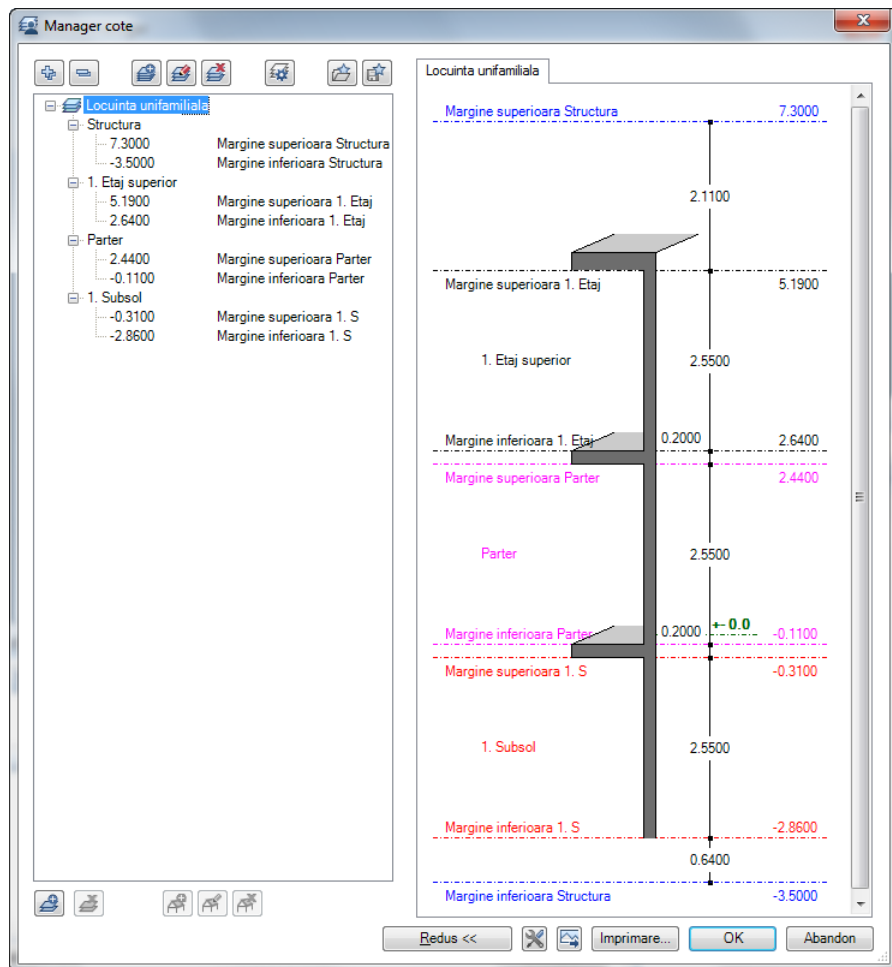 Manager cote
Locuinta unifamiliala
Structura
7.3000 Margine superioara Structura
-3.5000 Margine inferioara Structura
1. Etaj superior
5.1900 Margine superioara 1. Etaj
2.6400 Margine inferioara 1. Etaj
Parter
2.4400 Margine superioara Parter
-0.1100 Margine inferioara Parter
1. Subsol
-0.3100 Margine superioara 1. S
-2.8600 Margine inferioara 1. S
Locuinta unifamiliala
Margine superioara Structura 7.3000
2.1100
Margine superioara 1. Etaj 5.1900
1. Etaj superior 2.5500
Margine inferioara 1. Etaj 0.2000 2.6400
Margine superioara Parter 2.4400
Parter 2.5500
+- 0.0
Margine inferioara Parter 0.2000 -0.1100
Margine superioara 1. S -0.3100
1. Subsol 2.5500
Margine inferioara 1. S -2.8600
0.6400
Margine inferioara Structura -3.5000
Redus << Imprimare... OK Abandon